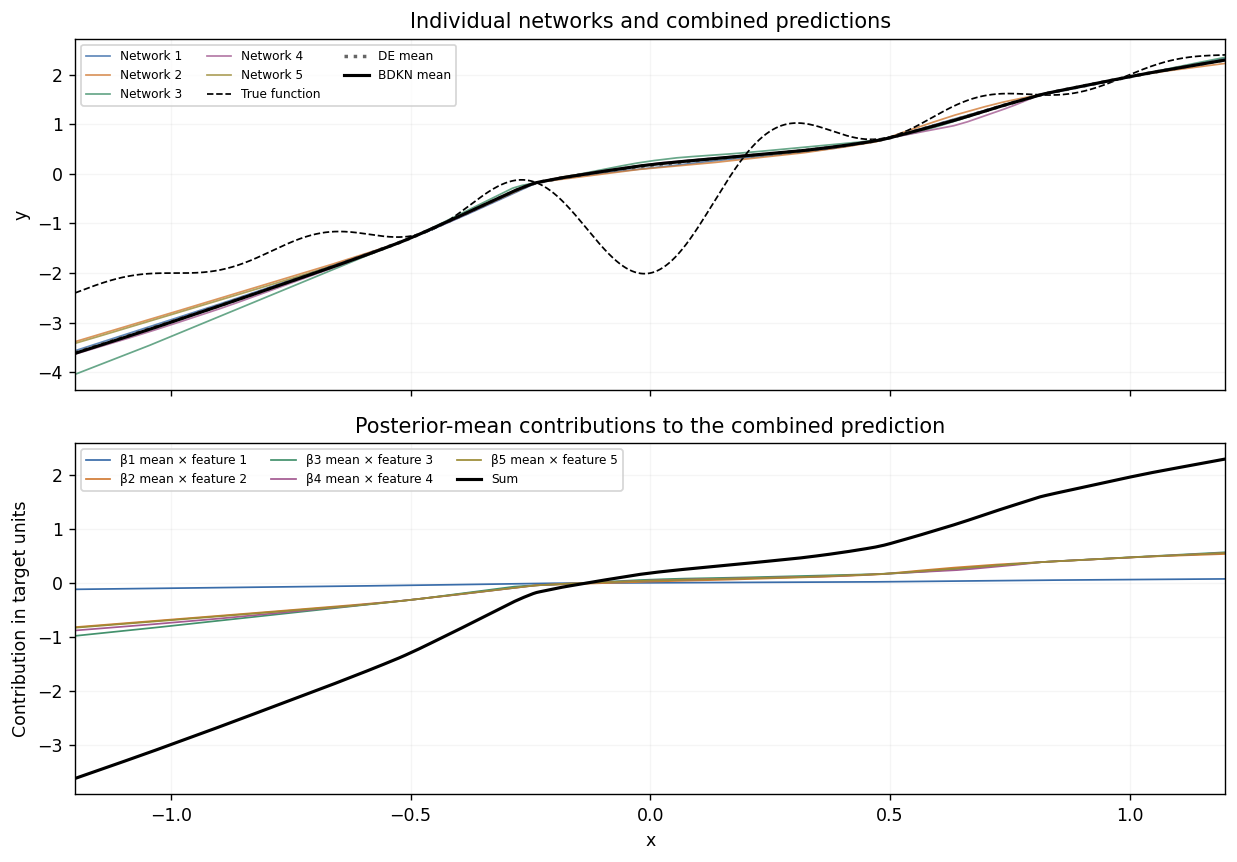 Individual networks and combined predictions
Network 1
Network 2
Network 3
Network 4
Network 5
True function
DE mean
BDKN mean
2
1
0
−1
−2
−3
−4
y
Posterior-mean contributions to the combined prediction
β1 mean × feature 1
β2 mean × feature 2
β3 mean × feature 3
β4 mean × feature 4
β5 mean × feature 5
Sum
2
1
0
−1
−2
−3
Contribution in target units
−1.0
−0.5
0.0
0.5
1.0
x